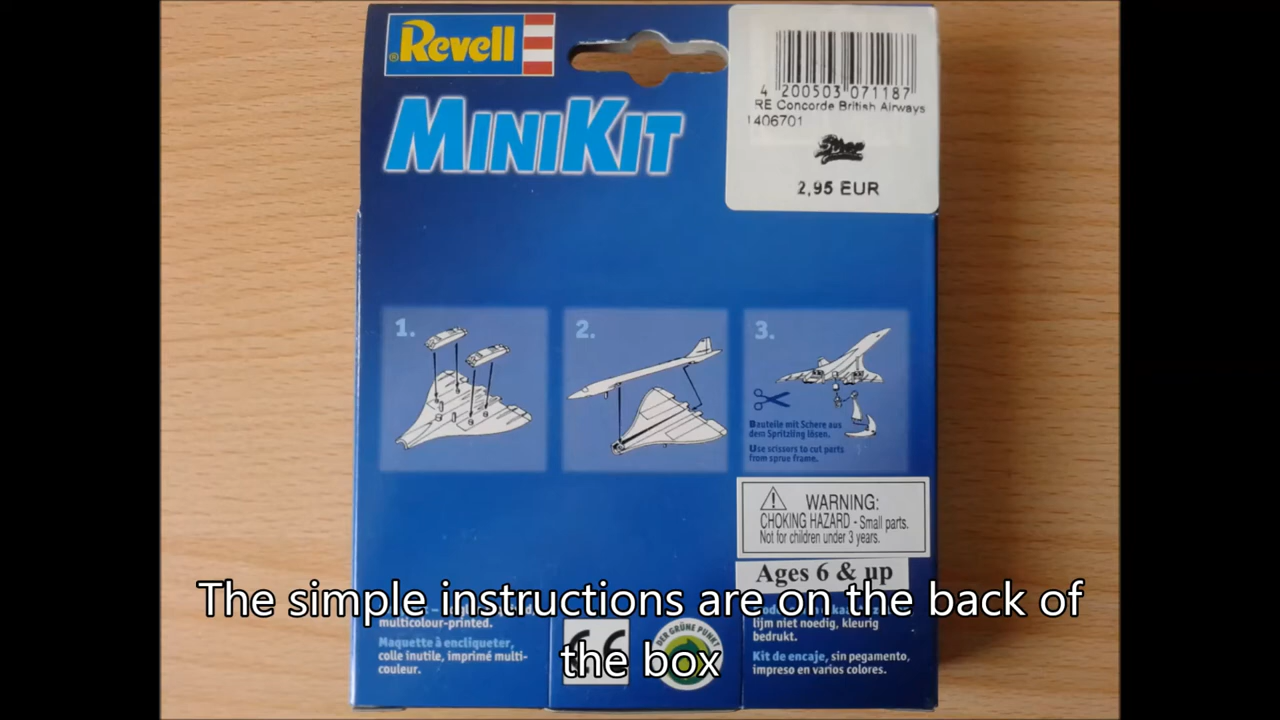 Revell
MINIKIT
4 200503 071187
RE Concorde British Airways
1406701
2,95 EUR
1.
2.
3.
Bauteile mit Schere aus
dem Spritzling lösen.
Use scissors to cut parts
from sprue frame.
WARNING:
CHOKING HAZARD - Small parts.
Not for children under 3 years.
Ages 6 & up
multicolour-printed.
Maquette à encliqueter,
colle inutile, imprimé multi-
couleur.
CE
DER GRÜNE PUNKT
lijm niet noedig, kleurig
bedrukt.
Kit de encaje, sin pegamento,
impreso en varios colores.
The simple instructions are on the back of
the box